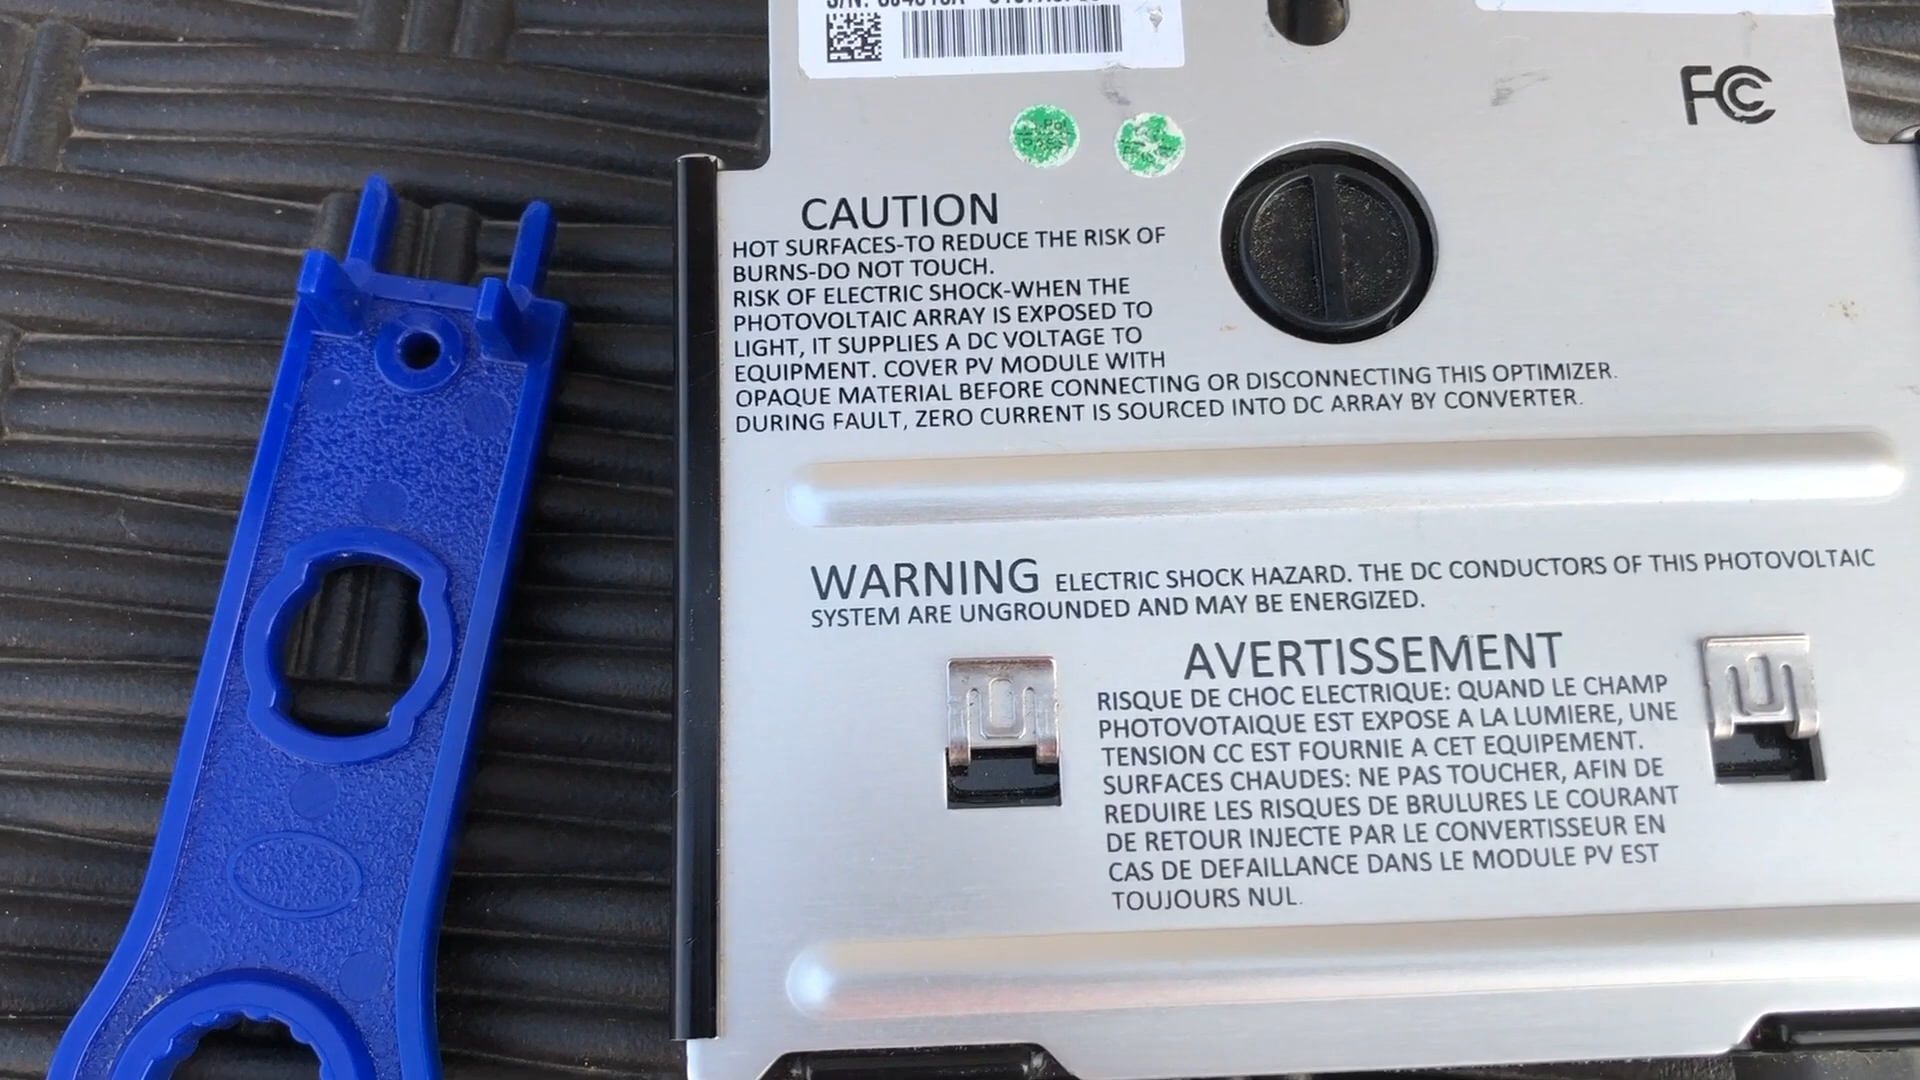 FC
CAUTION
HOT SURFACES-TO REDUCE THE RISK OF
BURNS-DO NOT TOUCH.
RISK OF ELECTRIC SHOCK-WHEN THE
PHOTOVOLTAIC ARRAY IS EXPOSED TO
LIGHT, IT SUPPLIES A DC VOLTAGE TO
EQUIPMENT. COVER PV MODULE WITH
OPAQUE MATERIAL BEFORE CONNECTING OR DISCONNECTING THIS OPTIMIZER.
DURING FAULT, ZERO CURRENT IS SOURCED INTO DC ARRAY BY CONVERTER.
WARNING ELECTRIC SHOCK HAZARD. THE DC CONDUCTORS OF THIS PHOTOVOLTAIC
SYSTEM ARE UNGROUNDED AND MAY BE ENERGIZED.
AVERTISSEMENT
RISQUE DE CHOC ELECTRIQUE: QUAND LE CHAMP
PHOTOVOTAIQUE EST EXPOSE A LA LUMIERE, UNE
TENSION CC EST FOURNIE A CET EQUIPEMENT.
SURFACES CHAUDES: NE PAS TOUCHER, AFIN DE
REDUIRE LES RISQUES DE BRULURES LE COURANT
DE RETOUR INJECTE PAR LE CONVERTISSEUR EN
CAS DE DEFAILLANCE DANS LE MODULE PV EST
TOUJOURS NUL.